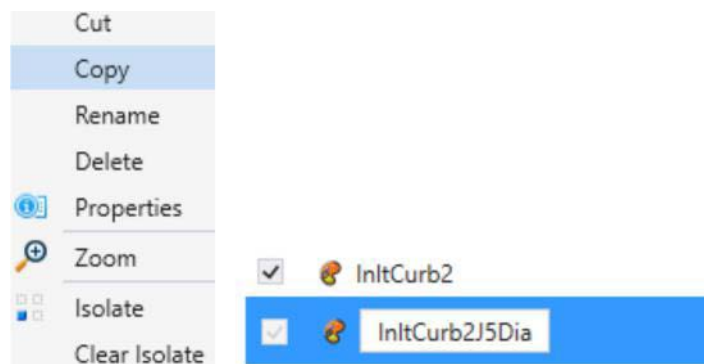 Cut
Copy
Rename
Delete
Properties
Zoom
Isolate
Clear Isolate
InltCurb2
InltCurb2J5Dia